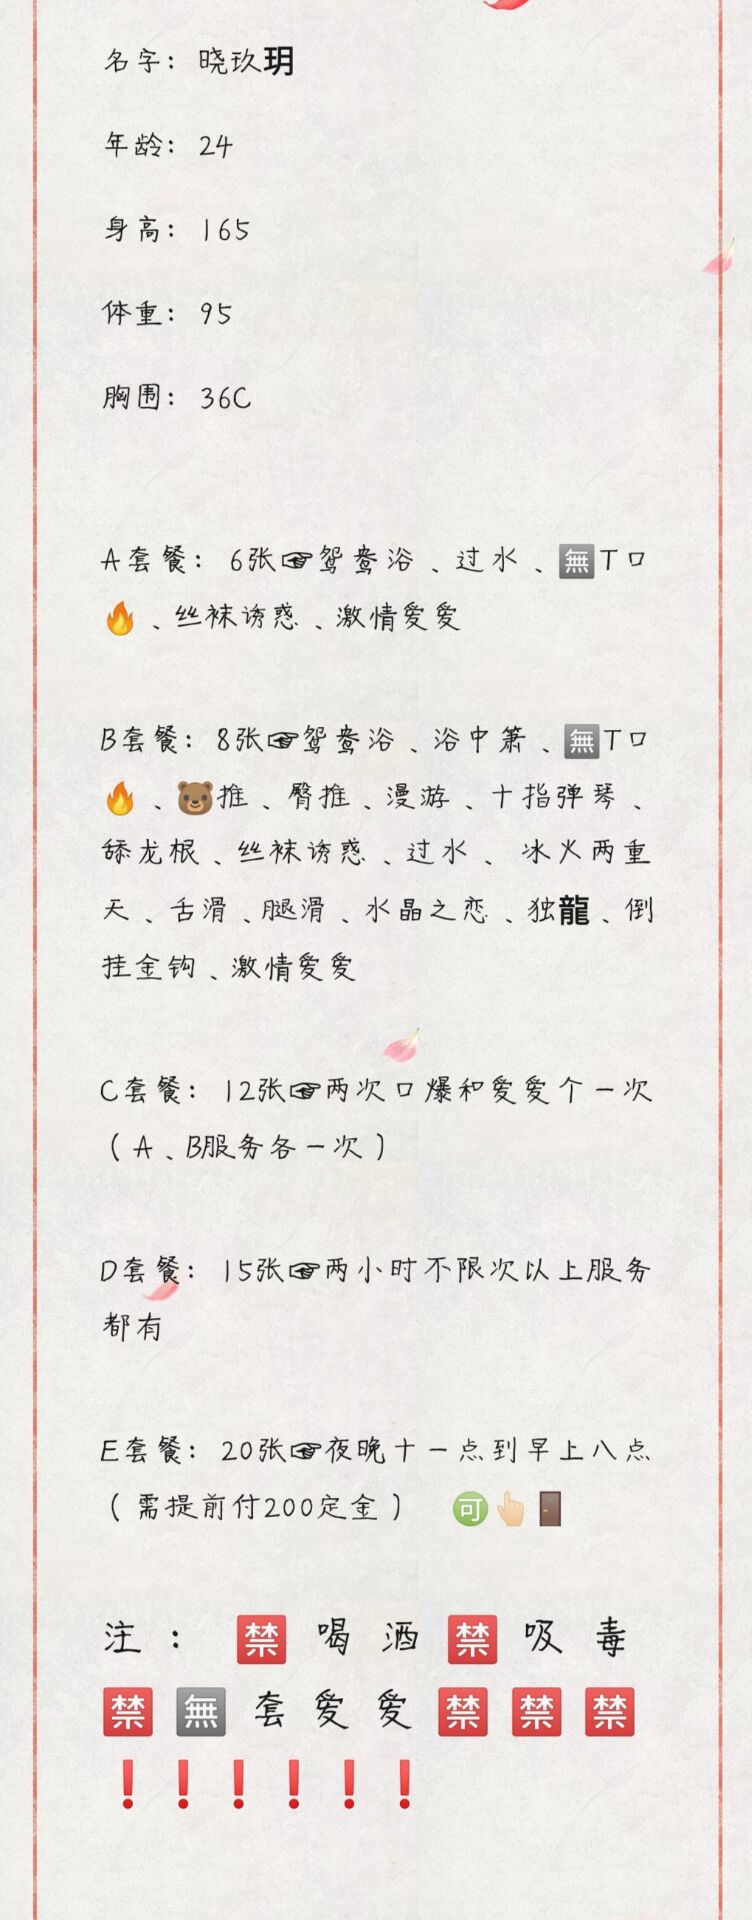 名字：晓玖玥
年龄：24
身高：165
体重：95
胸围：36C
A套餐：6张☞鸳鸯浴、过水、🈚T口
🔥、丝袜诱惑、激情爱爱
B套餐：8张☞鸳鸯浴、浴中箫、🈚T口
🔥、🐻推、臀推、漫游、十指弹琴、
舔龙根、丝袜诱惑、过水、冰火两重
天、舌滑、腿滑、水晶之恋、独龍、倒
挂金钩、激情爱爱
C套餐：12张☞两次口爆和爱爱个一次
（A、B服务各一次）
D套餐：15张☞两小时不限次以上服务
都有
E套餐：20张☞夜晚十一点到早上八点
（需提前付200定金） 🉑👆🏻🚪
注：🈲喝酒🈲吸毒
🈲🈚套爱爱🈲🈲🈲
❗❗❗❗❗❗